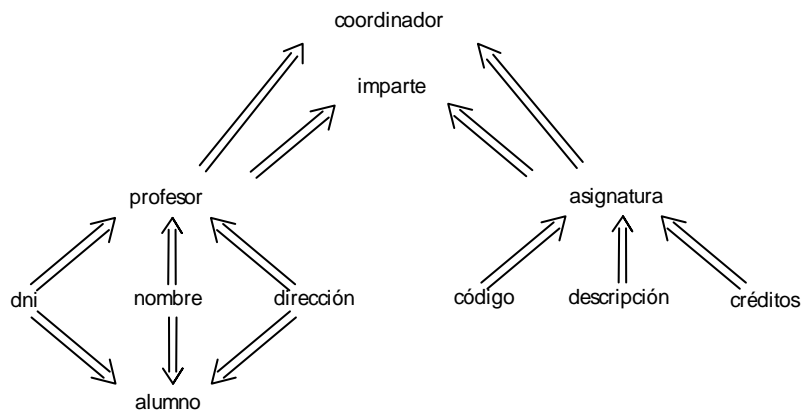 coordinador
imparte
profesor
asignatura
dni
nombre
dirección
código
descripción
créditos
alumno